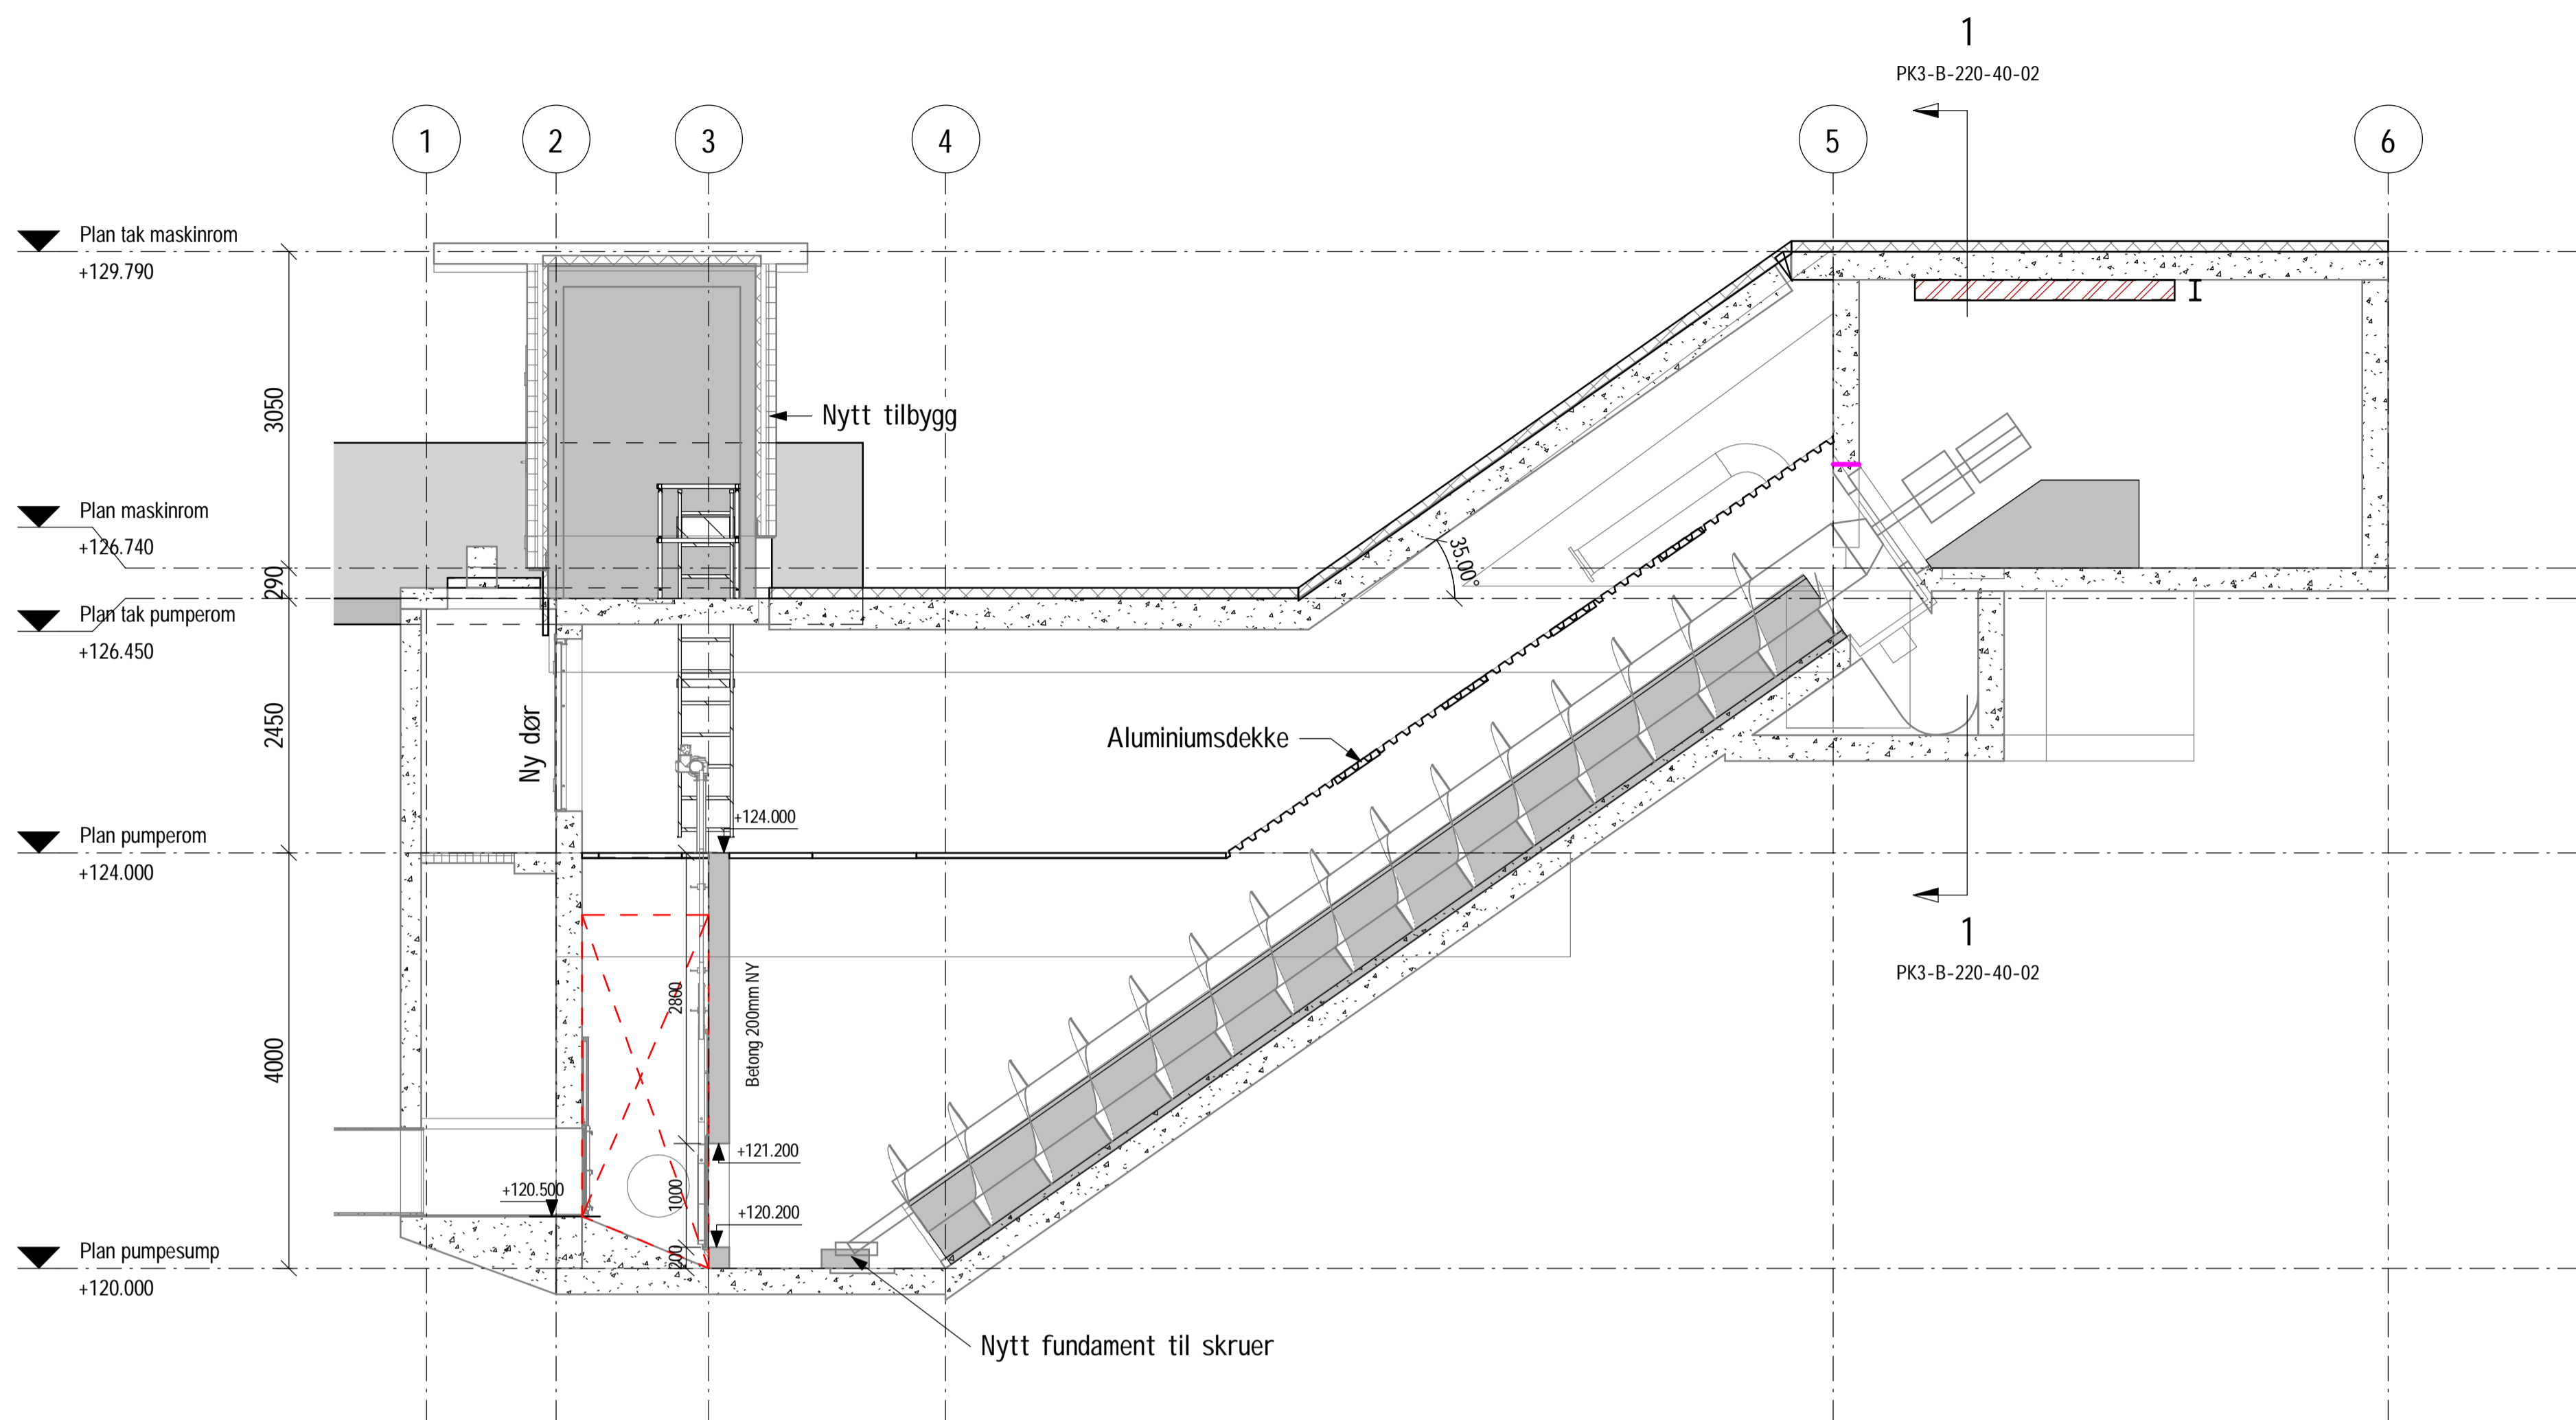 1
PK3-B-220-40-02
1
2
3
4
5
6
Plan tak maskinrom
+129.790
3050
Nytt tilbygg
Plan maskinrom
+126.740
290
35.00°
Plan tak pumperom
+126.450
2450
Ny dør
Aluminiumsdekke
+124.000
Plan pumperom
+124.000
1
PK3-B-220-40-02
2800
Betong 200mm NY
4000
+121.200
+120.500
1000
+120.200
200
Plan pumpesump
+120.000
Nytt fundament til skruer